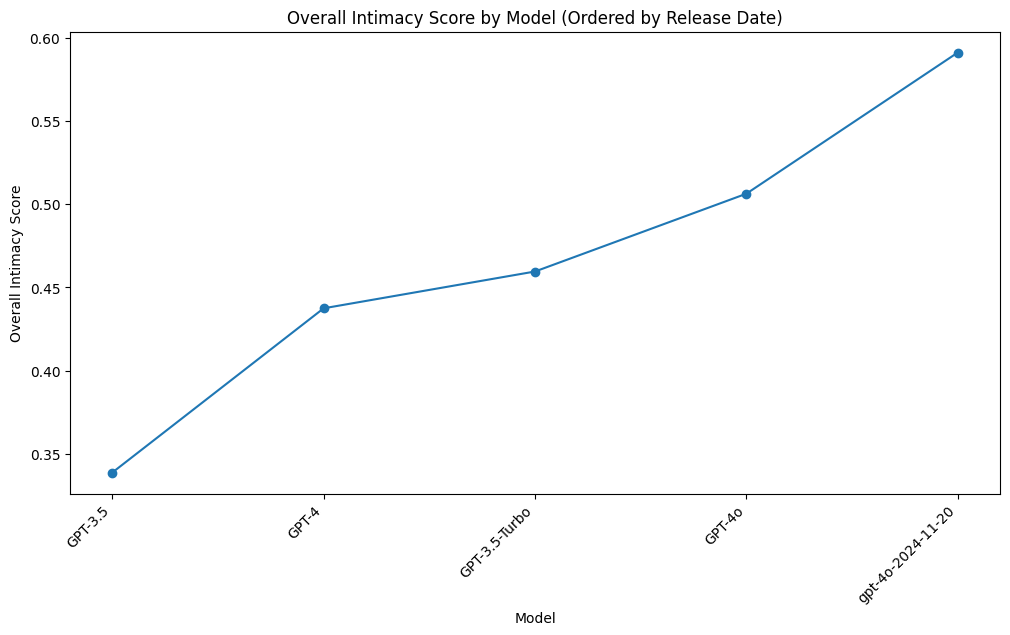 Overall Intimacy Score by Model (Ordered by Release Date)
Overall Intimacy Score
0.60
0.55
0.50
0.45
0.40
0.35
GPT-3.5
GPT-4
GPT-3.5-Turbo
GPT-4o
gpt-4o-2024-11-20
Model